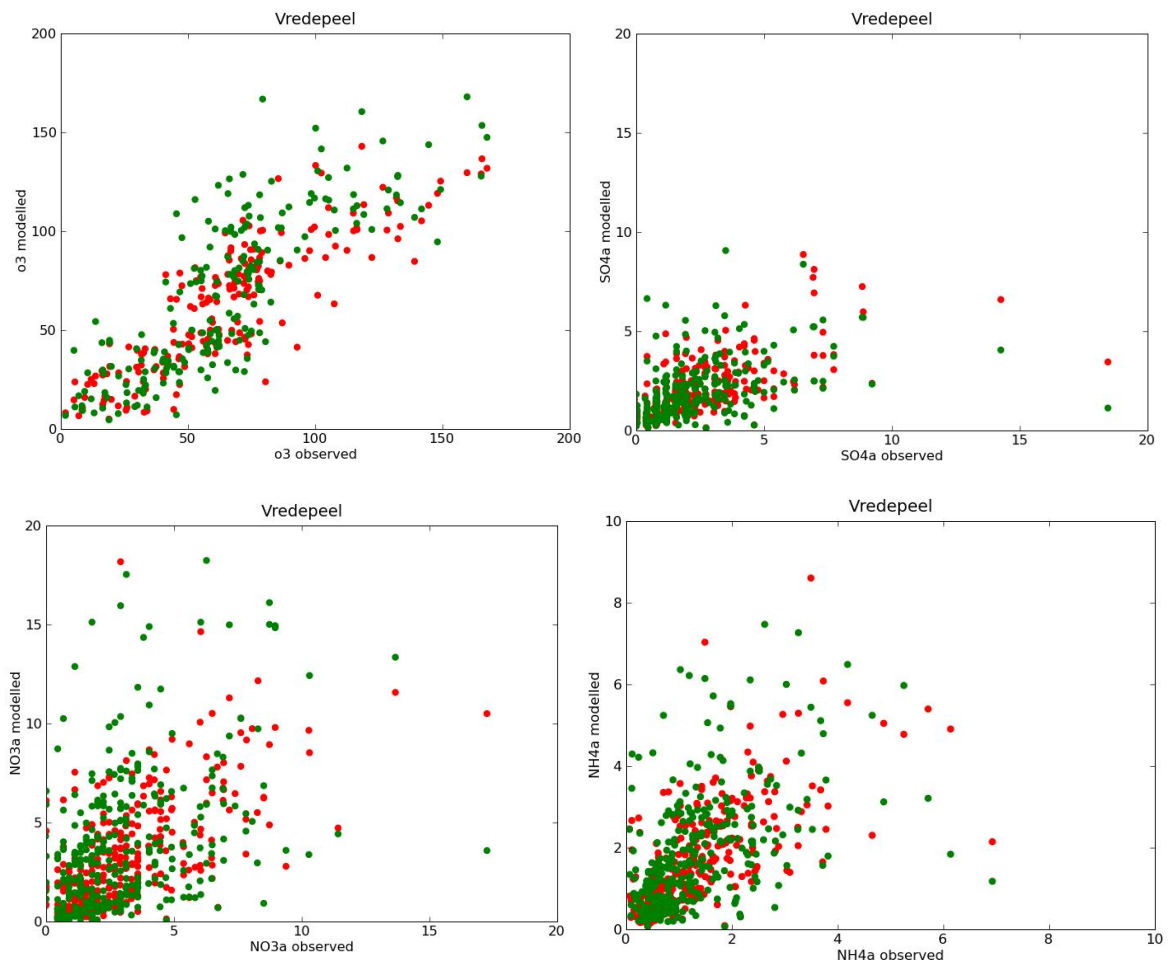 Vredepeel
200
150
100
50
0
0 50 100 150 200
o3 modelled
o3 observed
Vredepeel
20
15
10
5
0
0 5 10 15 20
SO4a modelled
SO4a observed
Vredepeel
20
15
10
5
0
0 5 10 15 20
NO3a modelled
NO3a observed
Vredepeel
10
8
6
4
2
0
0 2 4 6 8 10
NH4a modelled
NH4a observed